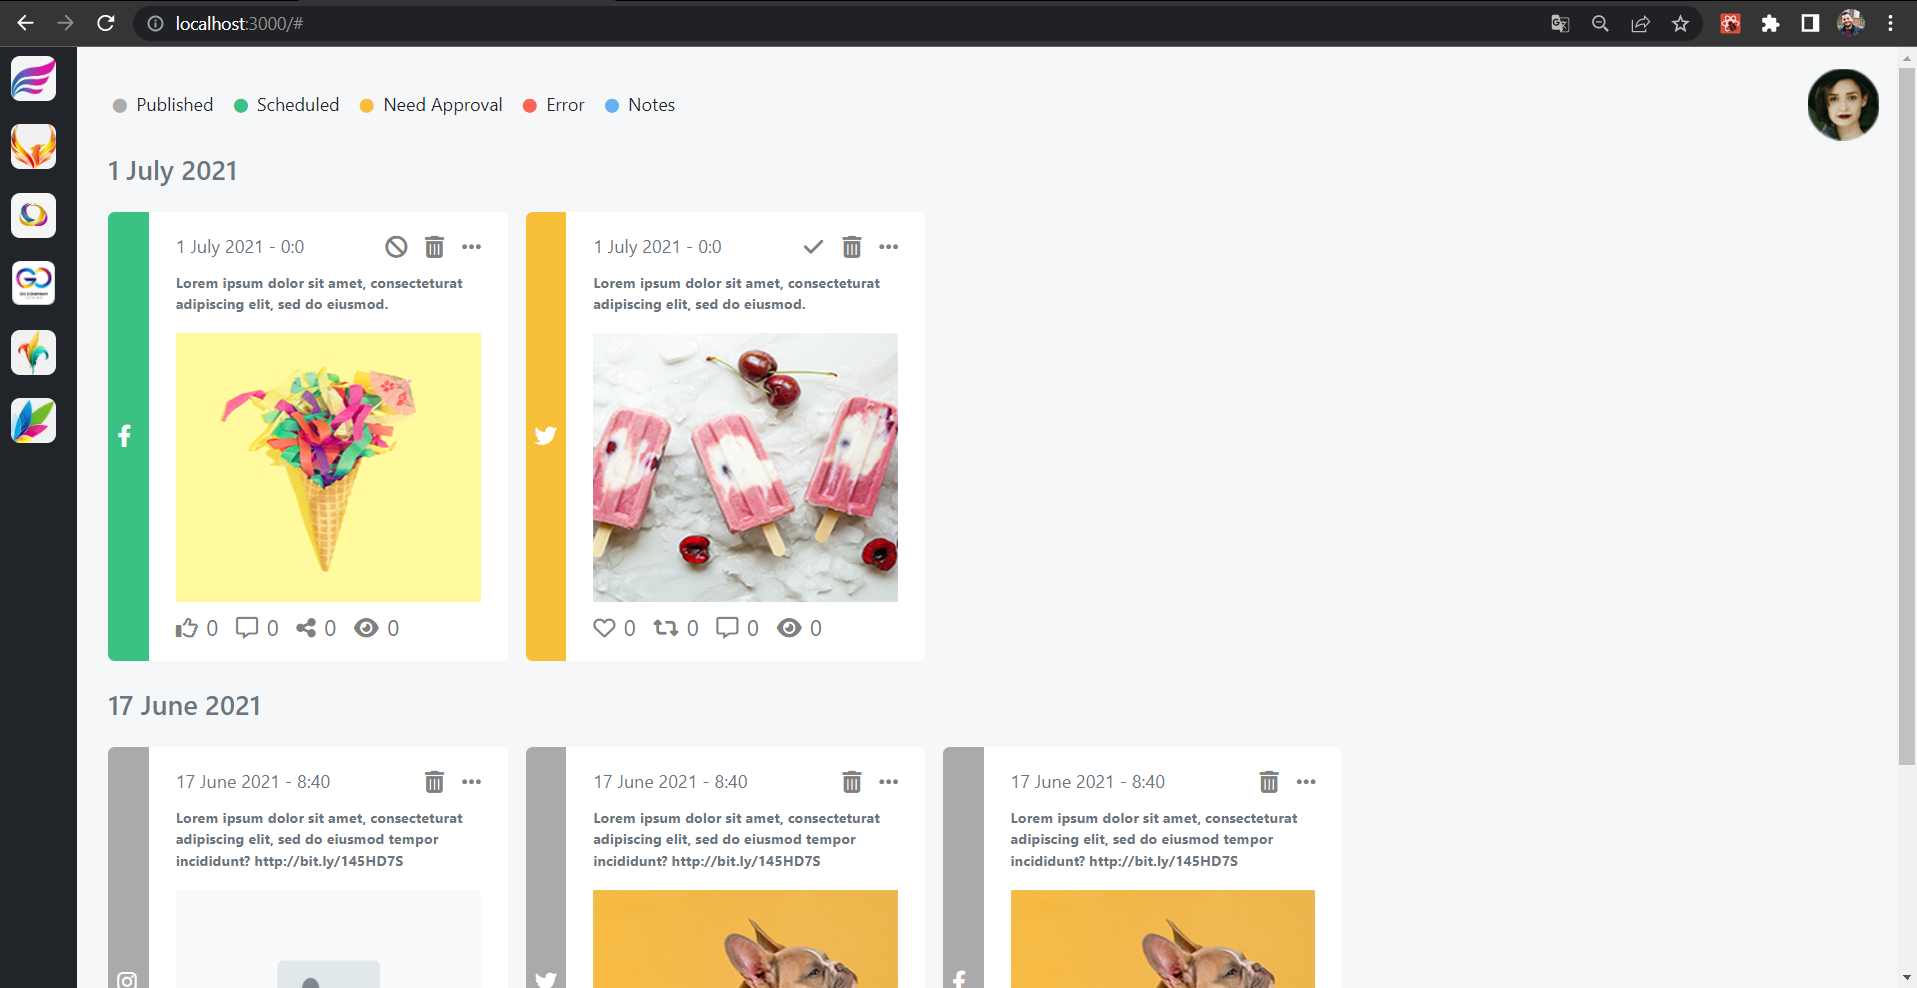 localhost:3000/#
Published Scheduled Need Approval Error Notes
1 July 2021
1 July 2021 - 0:0
Lorem ipsum dolor sit amet, consecteturat
adipiscing elit, sed do eiusmod.
0 0 0 0
1 July 2021 - 0:0
Lorem ipsum dolor sit amet, consecteturat
adipiscing elit, sed do eiusmod.
0 0 0 0
17 June 2021
17 June 2021 - 8:40
Lorem ipsum dolor sit amet, consecteturat
adipiscing elit, sed do eiusmod tempor
incididunt? http://bit.ly/145HD7S
17 June 2021 - 8:40
Lorem ipsum dolor sit amet, consecteturat
adipiscing elit, sed do eiusmod tempor
incididunt? http://bit.ly/145HD7S
17 June 2021 - 8:40
Lorem ipsum dolor sit amet, consecteturat
adipiscing elit, sed do eiusmod tempor
incididunt? http://bit.ly/145HD7S